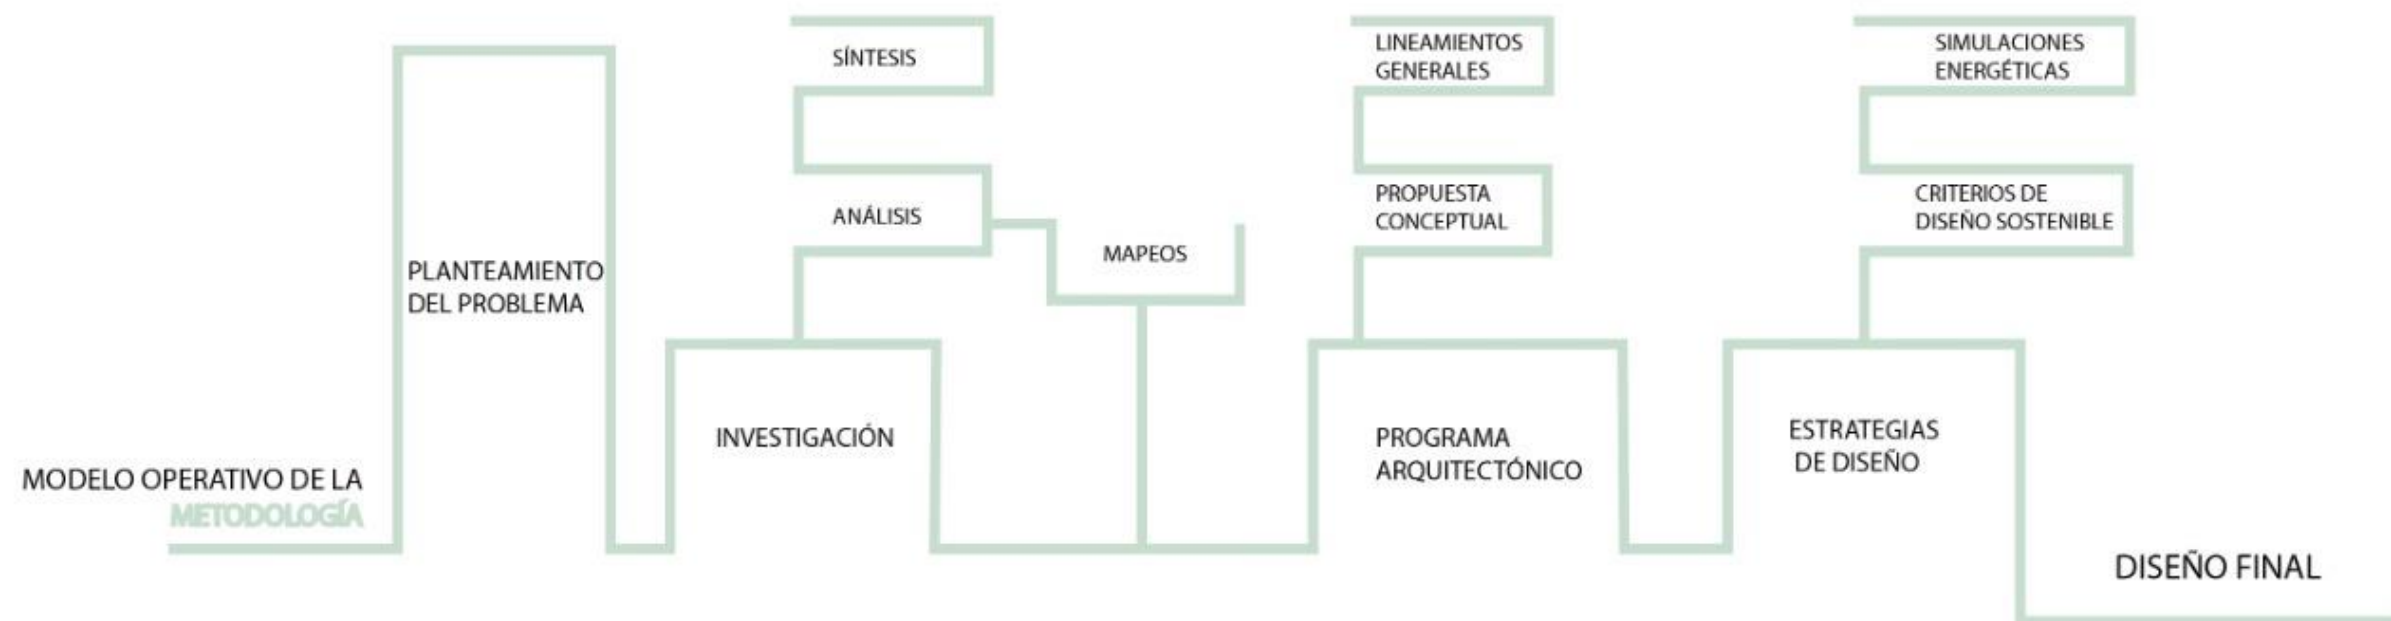 MODELO OPERATIVO DE LA
METODOLOGÍA
PLANTEAMIENTO
DEL PROBLEMA
SÍNTESIS
ANÁLISIS
MAPEOS
INVESTIGACIÓN
LINEAMIENTOS
GENERALES
PROPUESTA
CONCEPTUAL
PROGRAMA
ARQUITECTÓNICO
SIMULACIONES
ENERGÉTICAS
CRITERIOS DE
DISEÑO SOSTENIBLE
ESTRATEGIAS
DE DISEÑO
DISEÑO FINAL